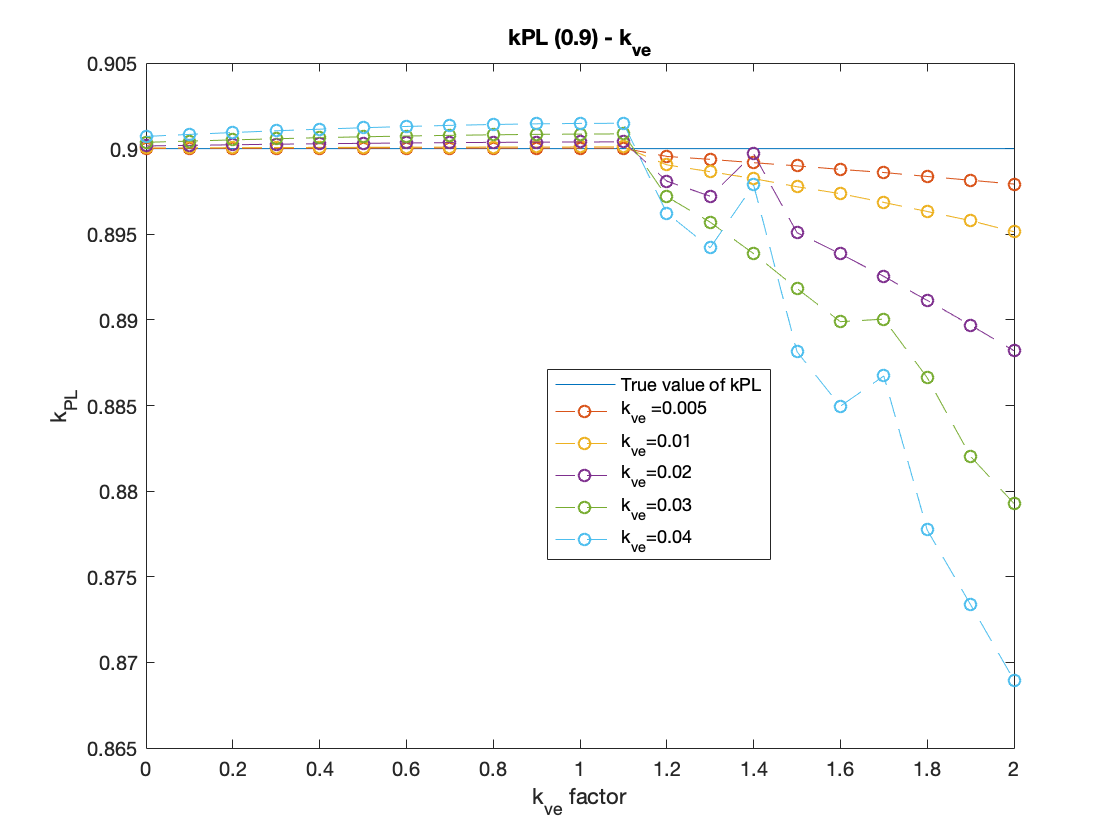 kPL (0.9) - kve
0.905
0.9
0.895
0.89
0.885
0.88
0.875
0.87
0.865
kPL
True value of kPL
kve =0.005
kve=0.01
kve=0.02
kve=0.03
kve=0.04
0 0.2 0.4 0.6 0.8 1 1.2 1.4 1.6 1.8 2
kve factor